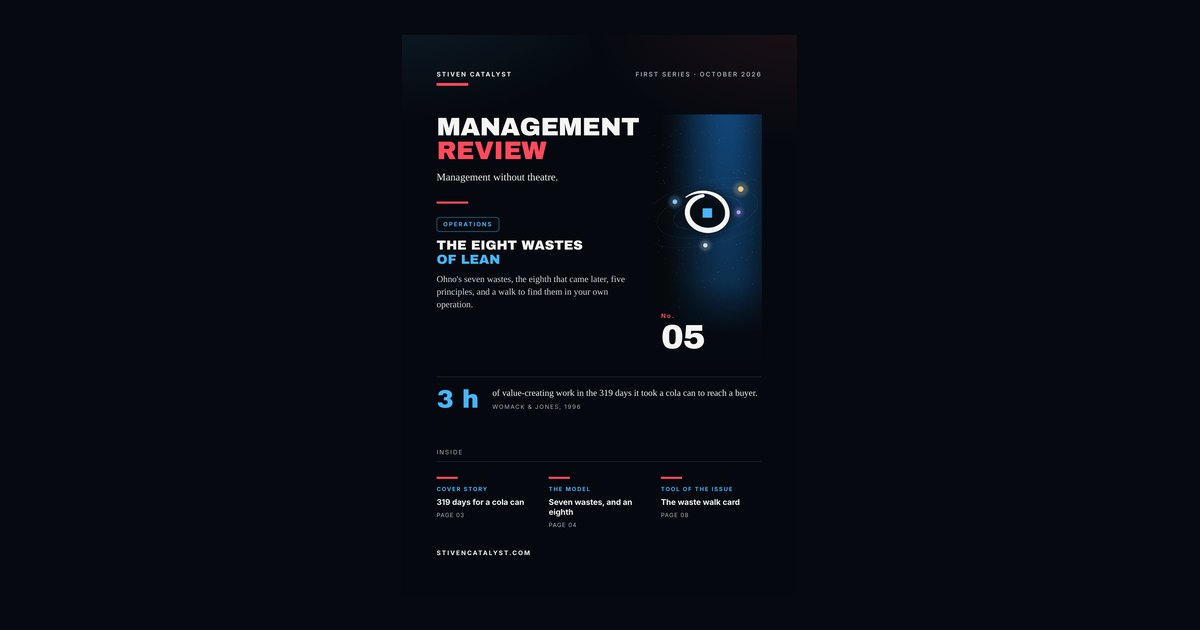 STIVEN CATALYST
FIRST SERIES · OCTOBER 2026
MANAGEMENT
REVIEW
Management without theatre.
OPERATIONS
THE EIGHT WASTES
OF LEAN
Ohno's seven wastes, the eighth that came later, five
principles, and a walk to find them in your own
operation.
No.
05
3 h
of value-creating work in the 319 days it took a cola can to reach a buyer.
WOMACK & JONES, 1996
INSIDE
COVER STORY
319 days for a cola can
PAGE 03
THE MODEL
Seven wastes, and an
eighth
PAGE 04
TOOL OF THE ISSUE
The waste walk card
PAGE 08
STIVENCATALYST.COM